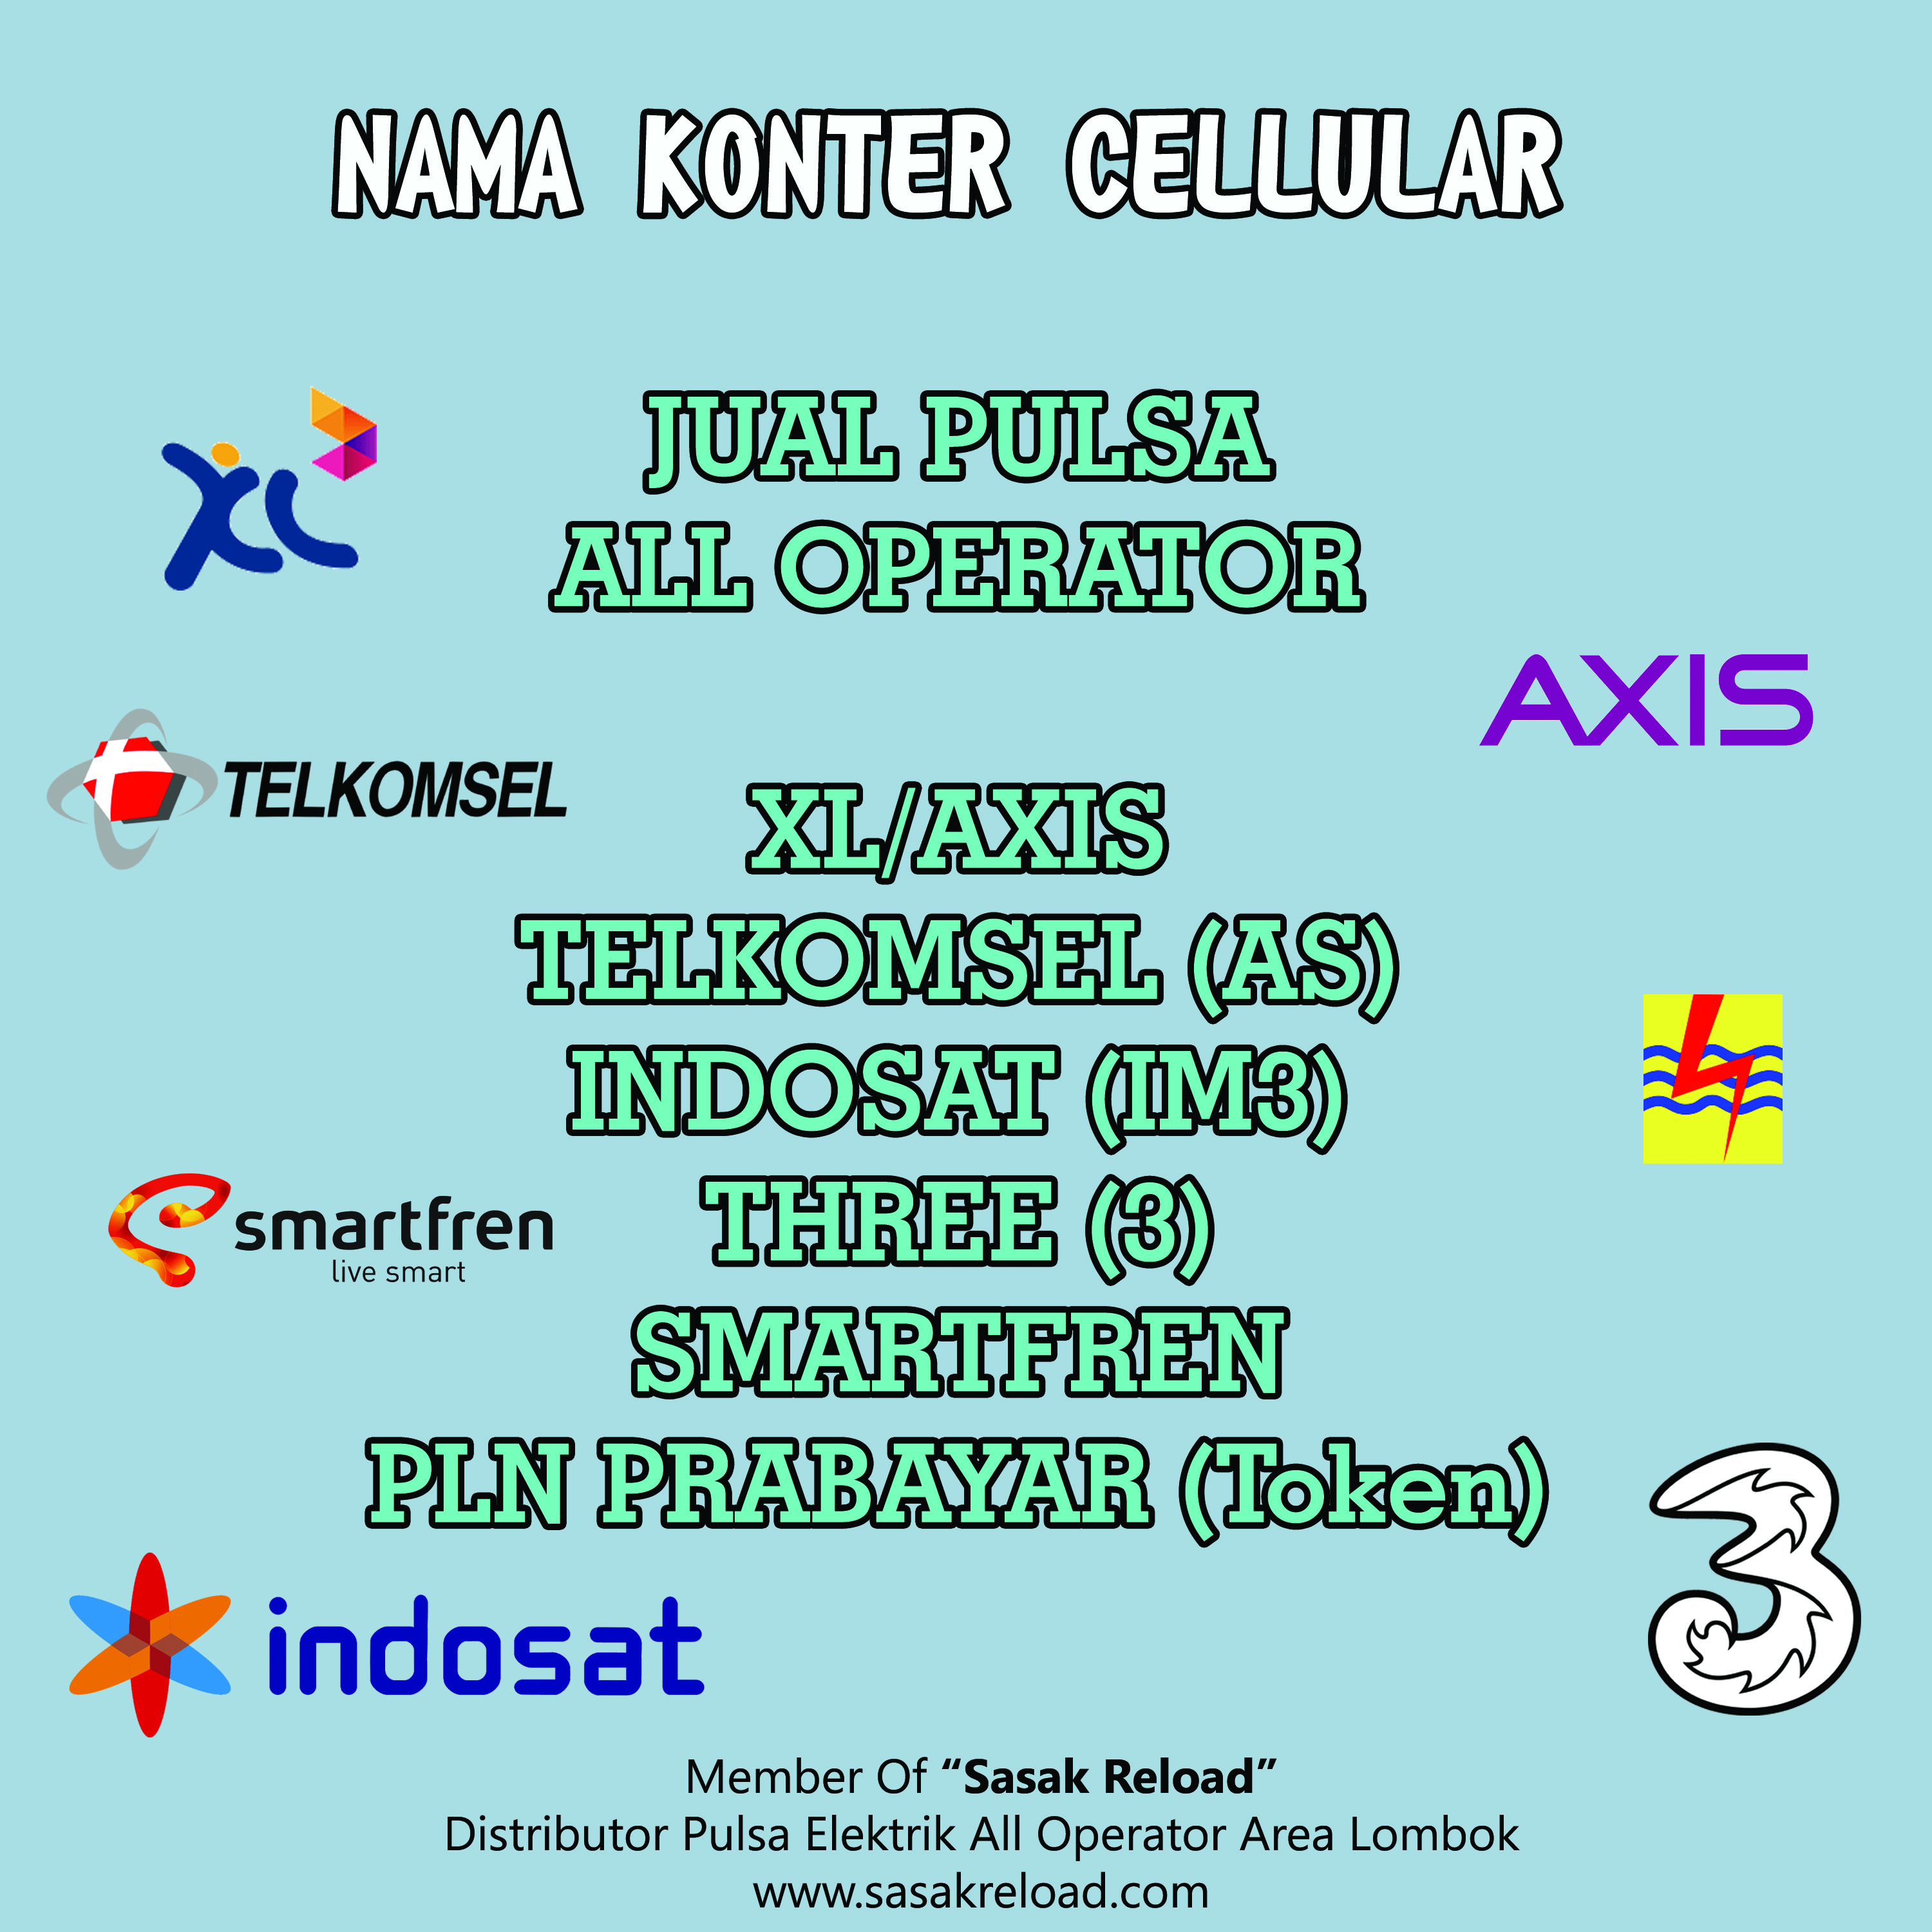 NAMA KONTER CELLULAR
JUAL PULSA
ALL OPERATOR
XL
AXIS
TELKOMSEL
XL/AXIS
TELKOMSEL (AS)
INDOSAT (IM3)
THREE (3)
smartfren
live smart
SMARTFREN
PLN PRABAYAR (Token)
3
indosat
Member Of “Sasak Reload”
Distributor Pulsa Elektrik All Operator Area Lombok
www.sasakreload.com